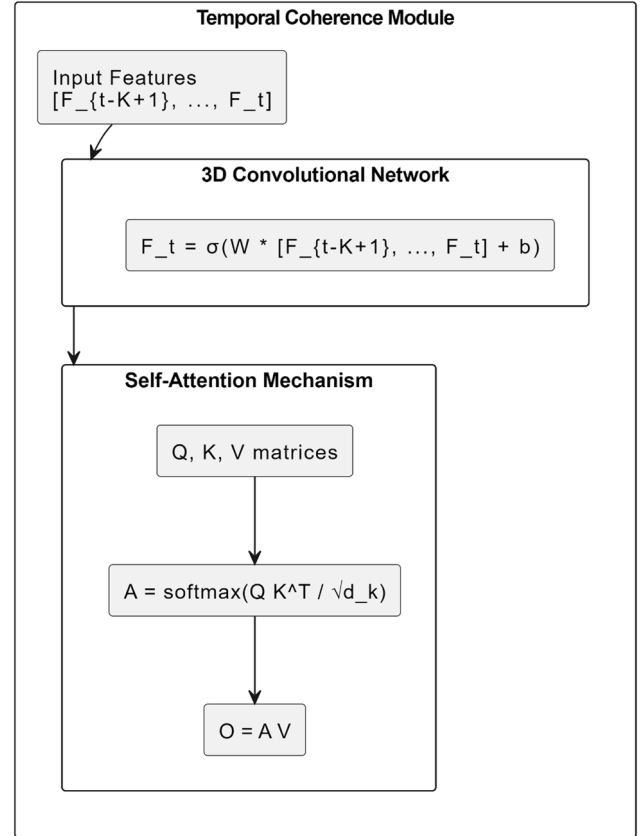 Temporal Coherence Module
Input Features
[F_{t-K+1}, ..., F_t]
3D Convolutional Network
F_t = σ(W * [F_{t-K+1}, ..., F_t] + b)
Self-Attention Mechanism
Q, K, V matrices
A = softmax(Q K^T / √d_k)
O = A V